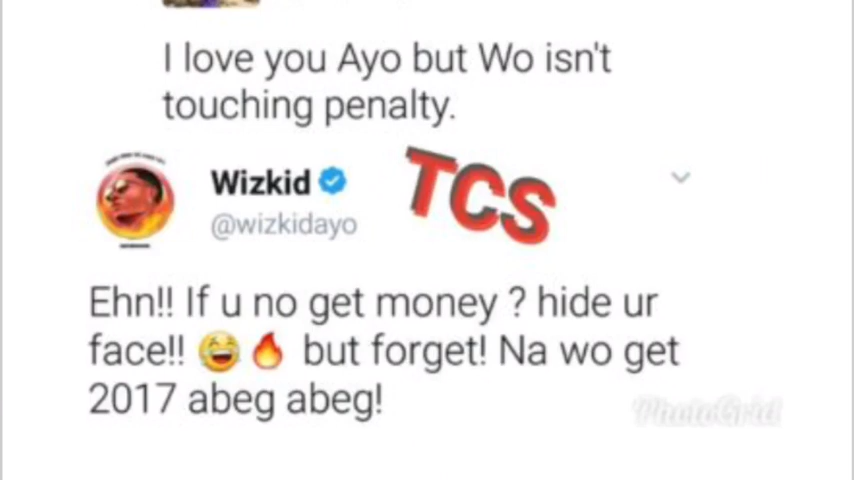 I love you Ayo but Wo isn't
touching penalty.
Wizkid
TCS
@wizkidayo
Ehn!! If u no get money ? hide ur
face!! 😂🔥 but forget! Na wo get
2017 abeg abeg!
PhotoGrid